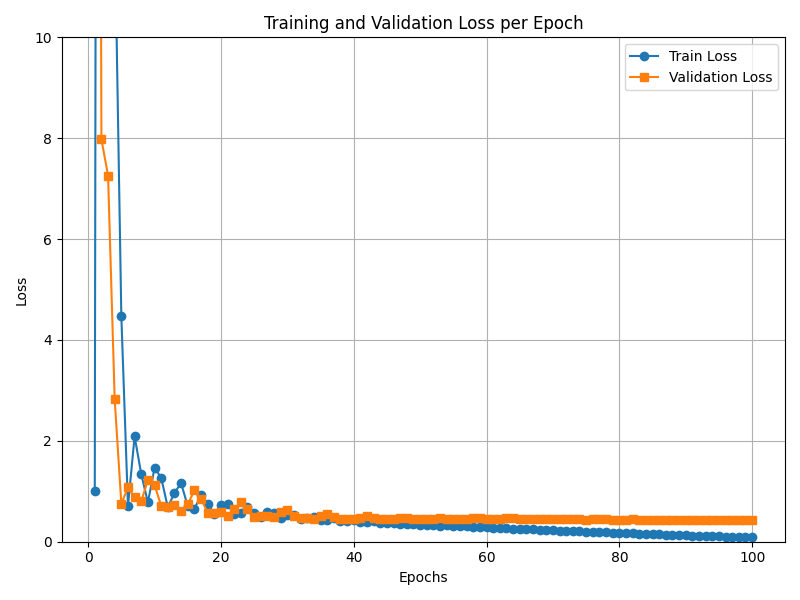 Training and Validation Loss per Epoch
10
8
6
4
2
0
Loss
Train Loss
Validation Loss
0 20 40 60 80 100
Epochs